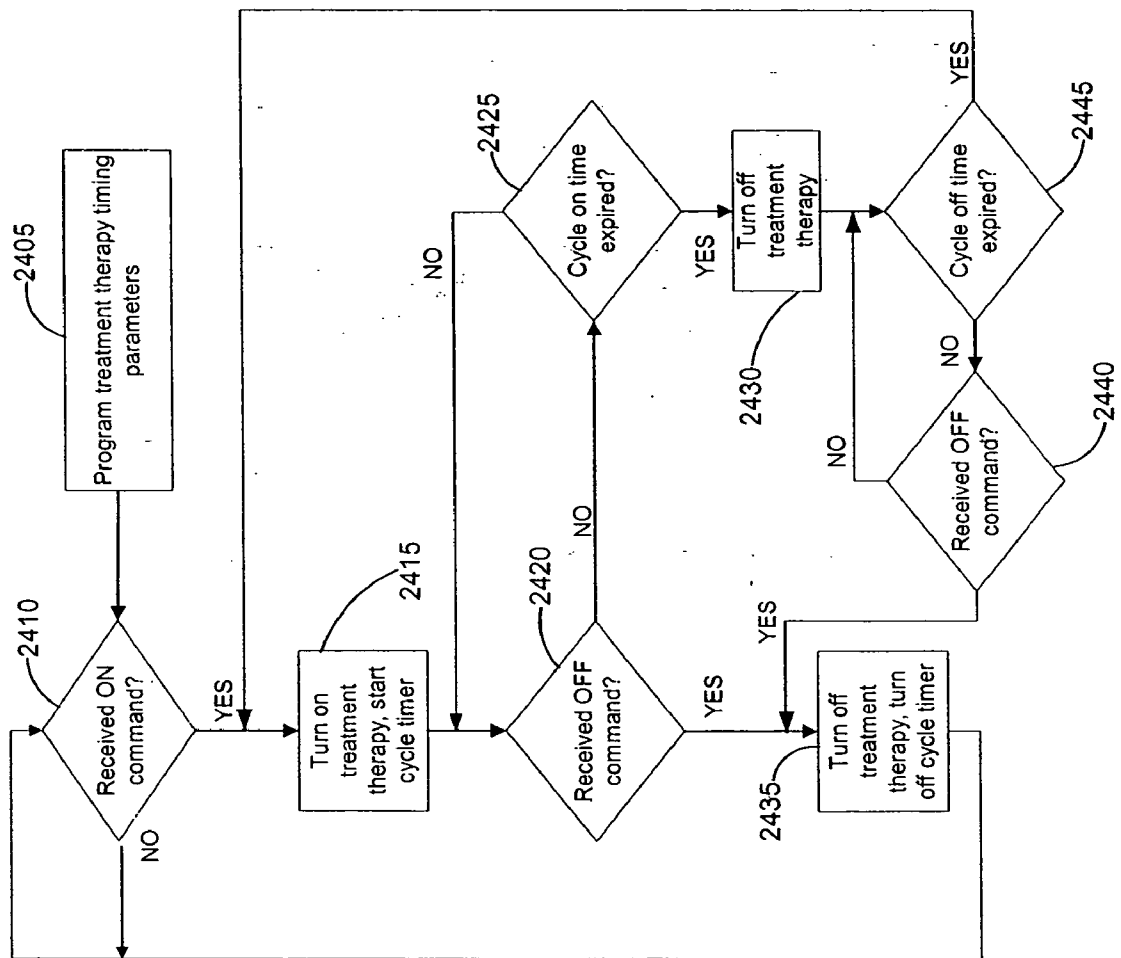 2405
Program treatment therapy timing
parameters
2410
Received ON
command?
NO
YES
2415
Turn on
treatment
therapy, start
cycle timer
2420
Received OFF
command?
NO
YES
2425
Cycle on time
expired?
NO
YES
2430
Turn off
treatment
therapy
2435
Turn off
treatment
therapy, turn
off cycle timer
2440
Received OFF
command?
NO
YES
2445
Cycle off time
expired?
NO
YES